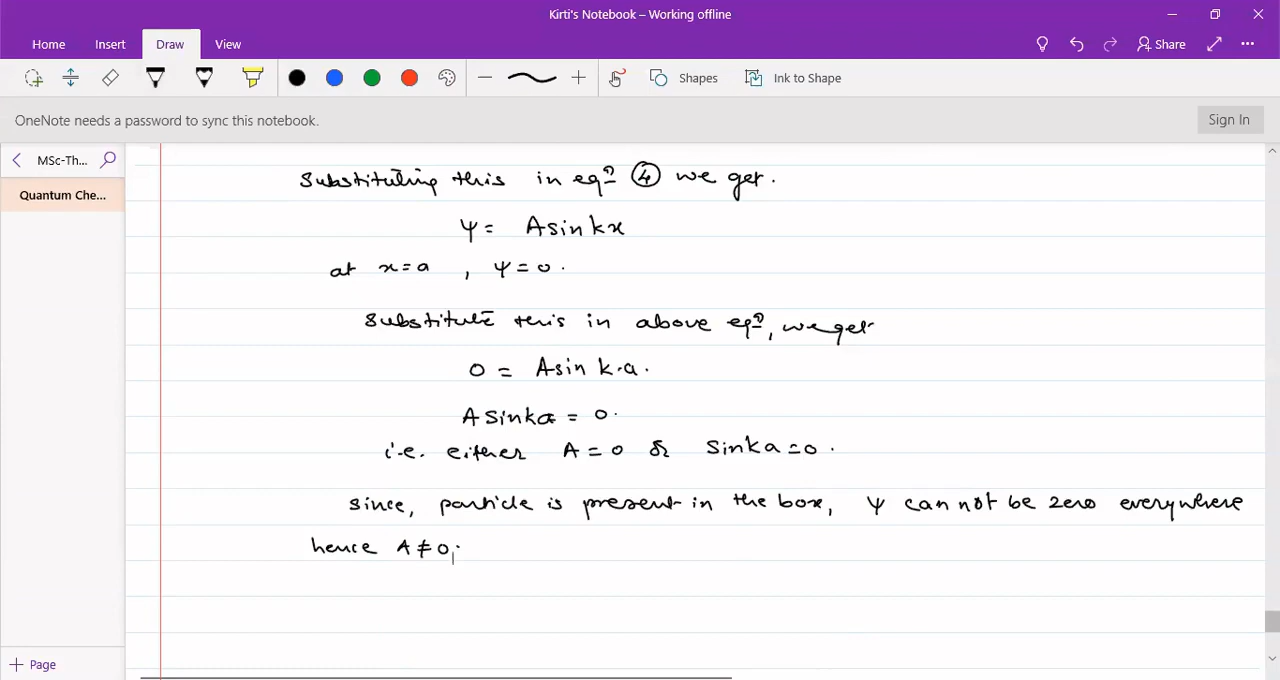 Kirti's Notebook – Working offline
Home Insert Draw View Share
Shapes Ink to Shape
OneNote needs a password to sync this notebook. Sign In
MSc-Th...
Quantum Che...
Substituting this in eqn ④ we get.
ψ = A sin kx
at x = a , ψ = 0.
Substitute this in above eqn, we get
0 = A sin k.a.
A sin ka = 0.
i.e. either A = 0 or sin ka = 0.
since, particle is present in the box, ψ can not be zero everywhere
hence A ≠ 0,
+ Page